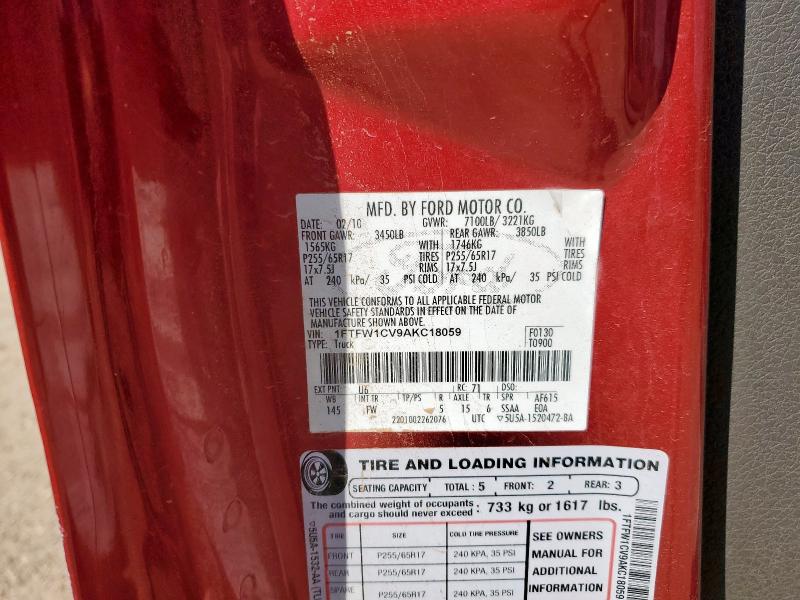 MFD. BY FORD MOTOR CO.
DATE: 02/10 GVWR: 7100LB/ 3221KG
FRONT GAWR: 3450LB REAR GAWR: 3850LB
1565KG WITH 1746KG WITH
P255/65R17 TIRES P255/65R17 TIRES
17x7.5J RIMS 17x7.5J RIMS
AT 240 kPa/ 35 PSI COLD AT 240 kPa/ 35 PSI COLD
THIS VEHICLE CONFORMS TO ALL APPLICABLE FEDERAL MOTOR
VEHICLE SAFETY STANDARDS IN EFFECT ON THE DATE OF
MANUFACTURE SHOWN ABOVE.
VIN: 1FTFW1CV9AKC18059 F0130
TYPE: Truck T0900
EXT PNT: U6 RC: 71 DSO:
WB INT TR TP/PS R AXLE TR SPR AF615
145 FW 5 15 6 SSAA E0A
2201002262076 UTC ▽5U5A-1520472-BA
TIRE AND LOADING INFORMATION
SEATING CAPACITY TOTAL: 5 FRONT: 2 REAR: 3
The combined weight of occupants and cargo should never exceed: 733 kg or 1617 lbs.
TIRE SIZE COLD TIRE PRESSURE SEE OWNERS
FRONT P255/65R17 240 KPA, 35 PSI MANUAL FOR
REAR P255/65R17 240 KPA, 35 PSI ADDITIONAL
SPARE P255/65R17 240 KPA, 35 PSI INFORMATION
▽5U5A-1532-AA
1FTFW1CV9AKC18059